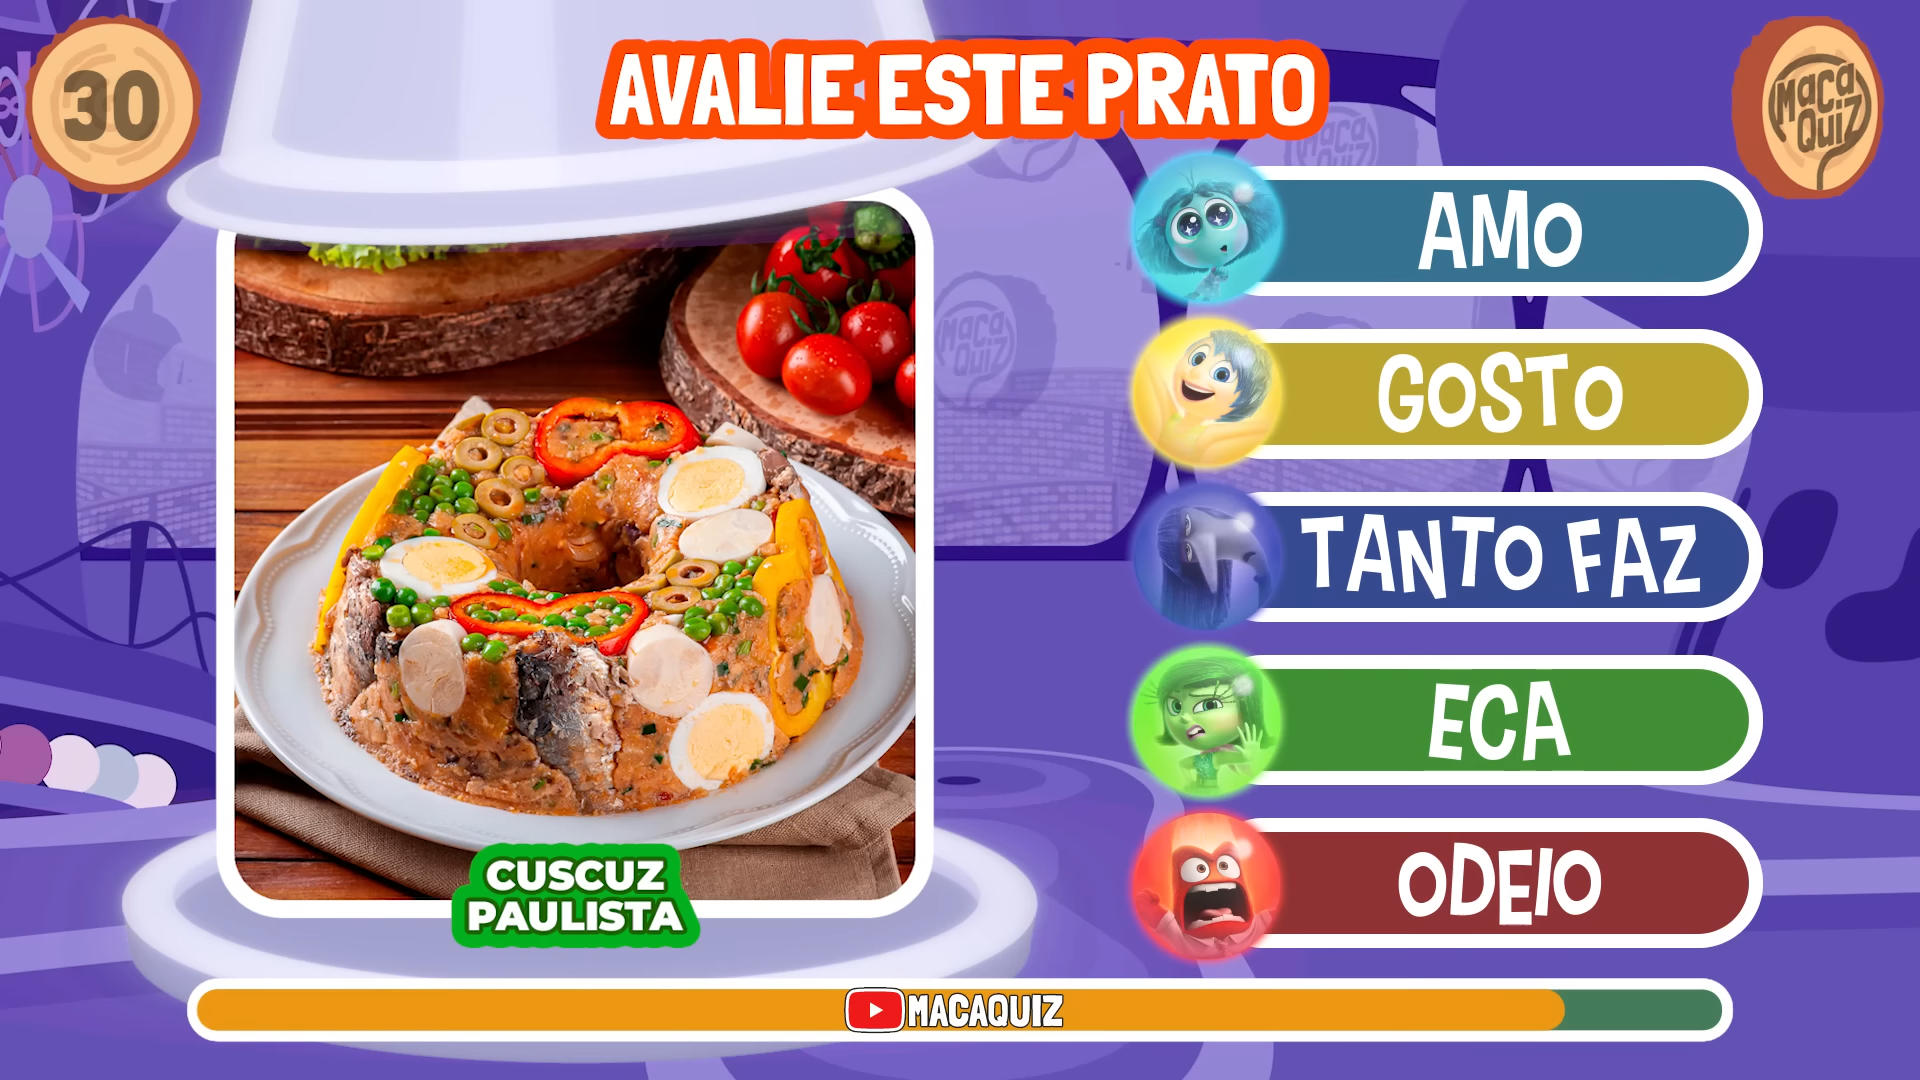 30
AVALIE ESTE PRATO
MACA
QUIZ
AMO
GOSTO
TANTO FAZ
ECA
ODEIO
CUSCUZ
PAULISTA
MACAQUIZ